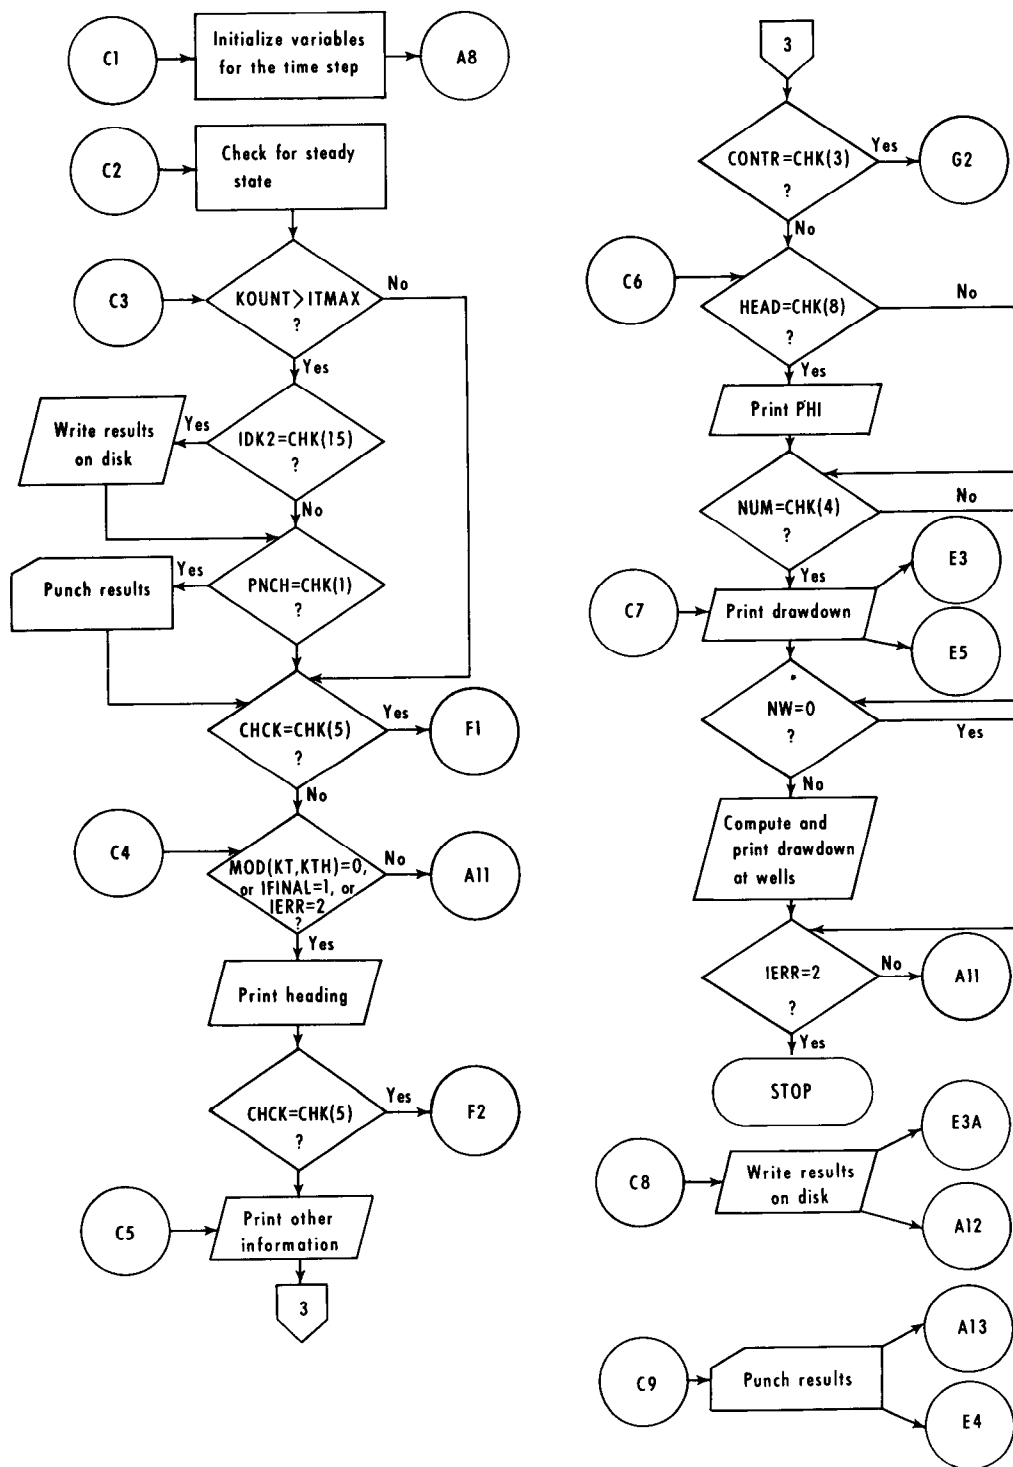 C1
Initialize variables
for the time step
A8
C2
Check for steady
state
C3
KOUNT>ITMAX
?
No
Yes
Write results
on disk
Yes
IDK2=CHK(15)
?
No
Punch results
Yes
PNCH=CHK(1)
?
CHCK=CHK(5)
?
Yes
F1
No
C4
MOD(KT,KTH)=0,
or IFINAL=1, or
IERR=2
?
No
A11
Yes
Print heading
CHCK=CHK(5)
?
Yes
F2
C5
Print other
information
3
3
CONTR=CHK(3)
?
Yes
G2
No
C6
HEAD=CHK(8)
?
No
Yes
Print PHI
NUM=CHK(4)
?
No
Yes
C7
Print drawdown
E3
E5
NW=0
?
Yes
No
Compute and
print drawdown
at wells
IERR=2
?
No
A11
Yes
STOP
C8
Write results
on disk
E3A
A12
C9
Punch results
A13
E4